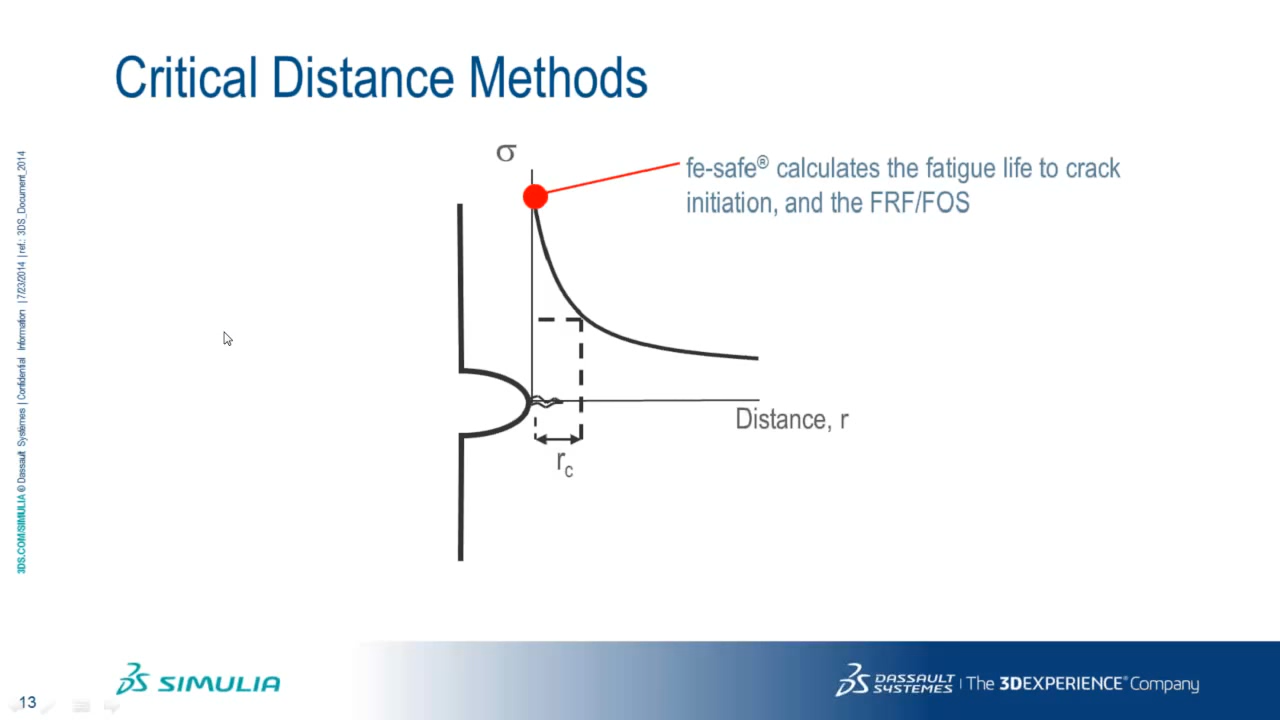 Critical Distance Methods
σ
fe-safe® calculates the fatigue life to crack
initiation, and the FRF/FOS
Distance, r
rc
3DS.COM/SIMULIA © Dassault Systèmes | Confidential Information | 7/23/2014 | ref.: 3DS_Document_2014
13
SIMULIA
DASSAULT SYSTEMES | The 3DEXPERIENCE® Company